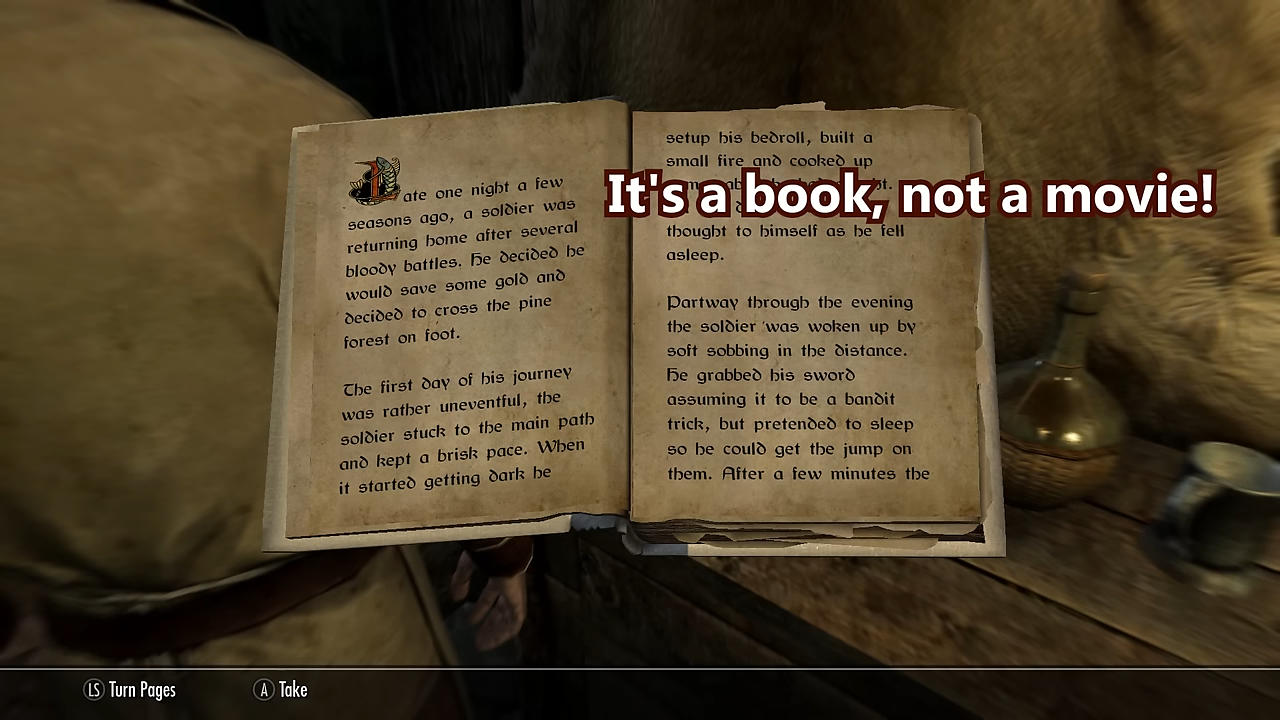 Late one night a few
seasons ago, a soldier was
returning home after several
bloody battles. He decided he
would save some gold and
decided to cross the pine
forest on foot.
The first day of his journey
was rather uneventful, the
soldier stuck to the main path
and kept a brisk pace. When
it started getting dark he
setup his bedroll, built a
small fire and cooked up
It's a book, not a movie!
thought to himself as he fell
asleep.
Partway through the evening
the soldier was woken up by
soft sobbing in the distance.
He grabbed his sword
assuming it to be a bandit
trick, but pretended to sleep
so he could get the jump on
them. After a few minutes the
LS Turn Pages
A Take